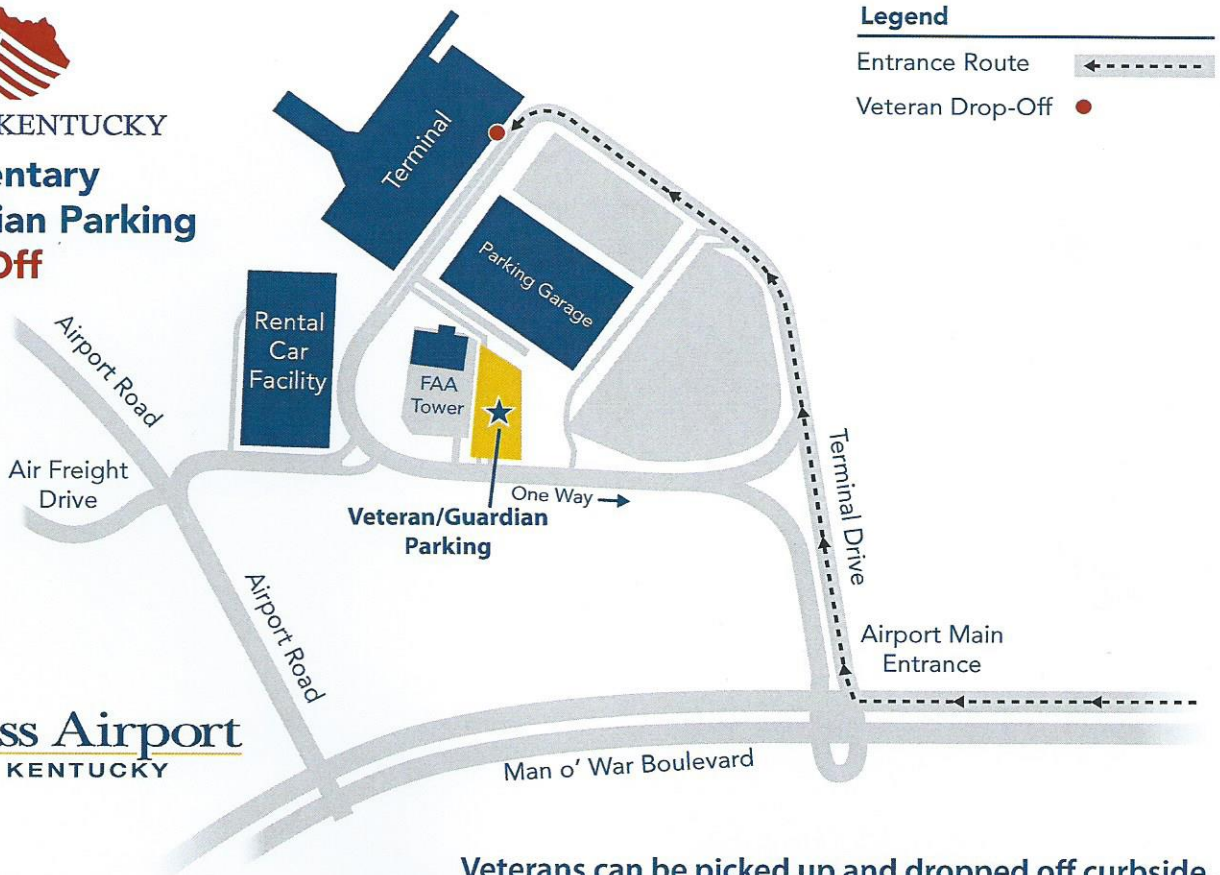 KENTUCKY
entary
ian Parking
Off
Legend
Entrance Route
Veteran Drop-Off
Terminal
Parking Garage
Rental
Car
Facility
FAA
Tower
Airport Road
Air Freight
Drive
One Way
Veteran/Guardian
Parking
Terminal Drive
Airport Road
Airport Main
Entrance
Man o' War Boulevard
ss Airport
KENTUCKY
Veterans can be picked up and dropped off curbside